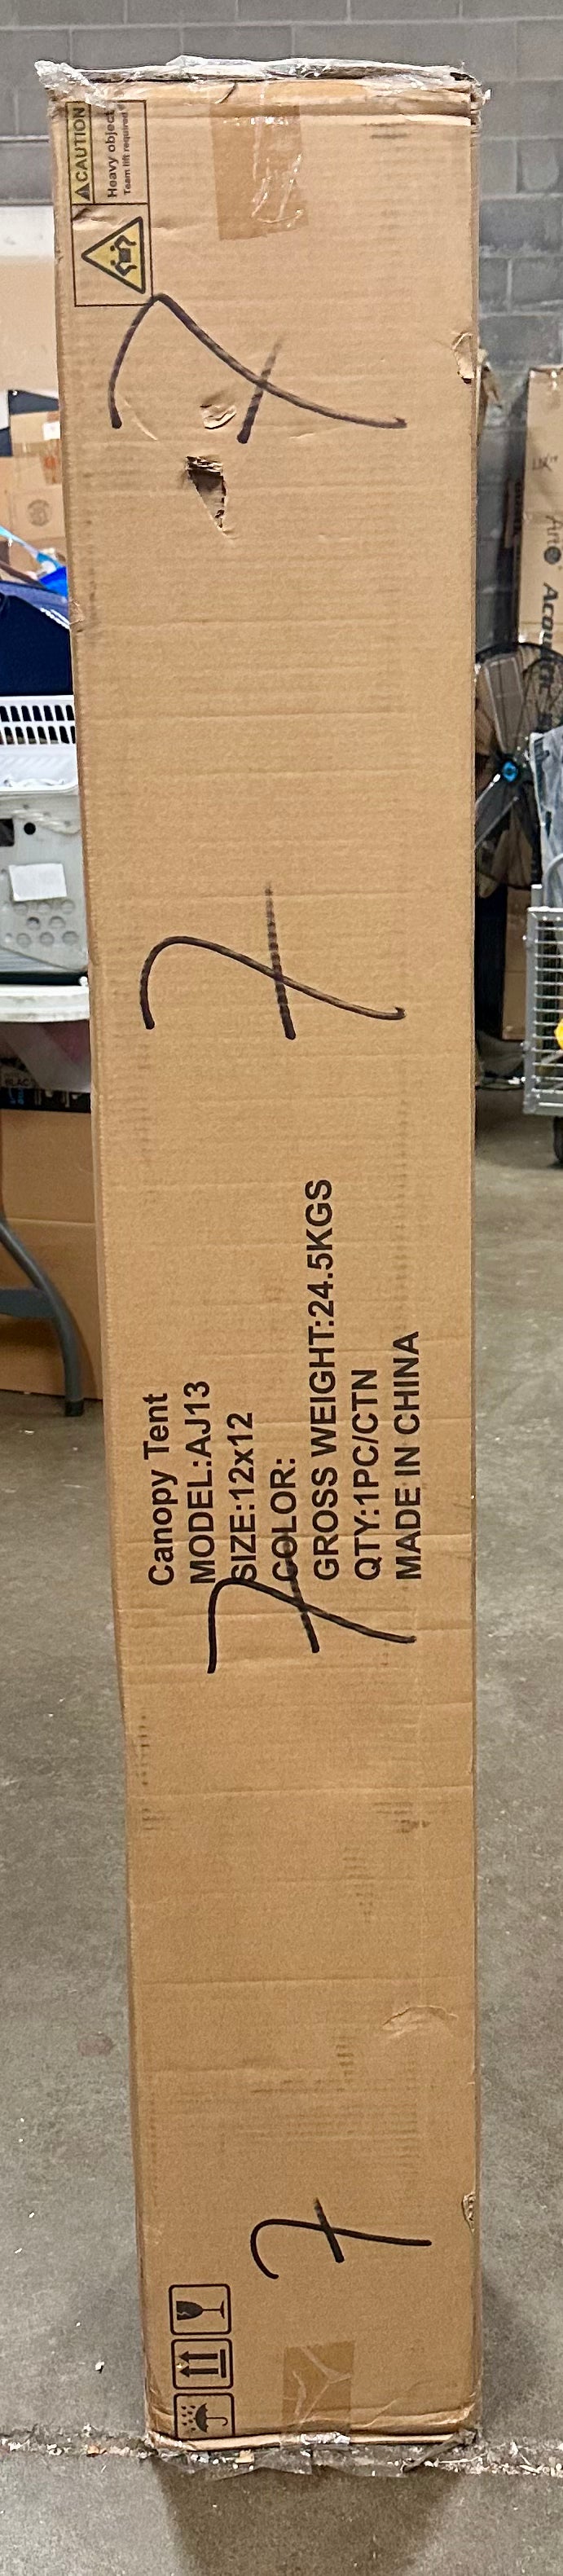 CAUTION
Heavy object
Team lift required
7
7
Canopy Tent
MODEL:AJ13
SIZE:12x12
COLOR:
GROSS WEIGHT:24.5KGS
QTY:1PC/CTN
MADE IN CHINA
7
7